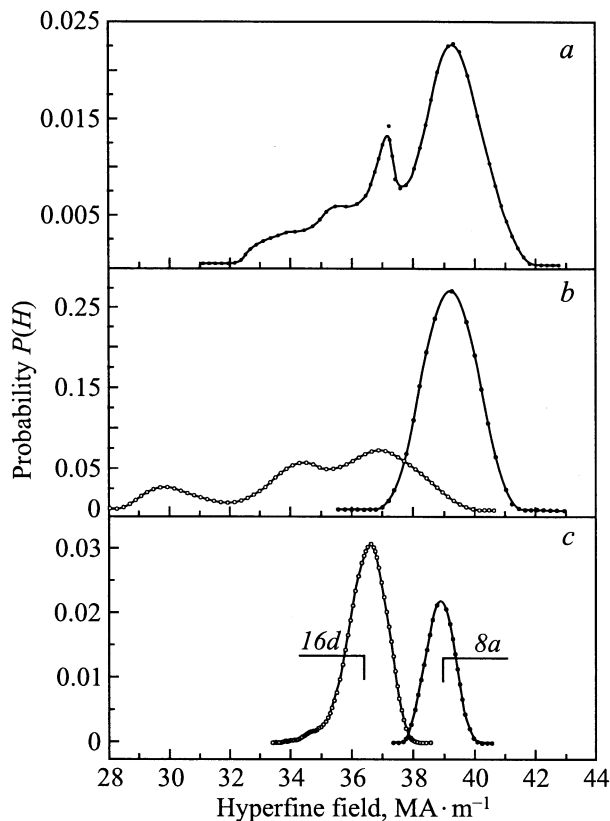 0.025
a
0.015
0.005
Probability P(H)
b
0.25
0.15
0.05
0
c
0.03
16d
8a
0.02
0.01
0
28 30 32 34 36 38 40 42 44
Hyperfine field, MA · m⁻¹